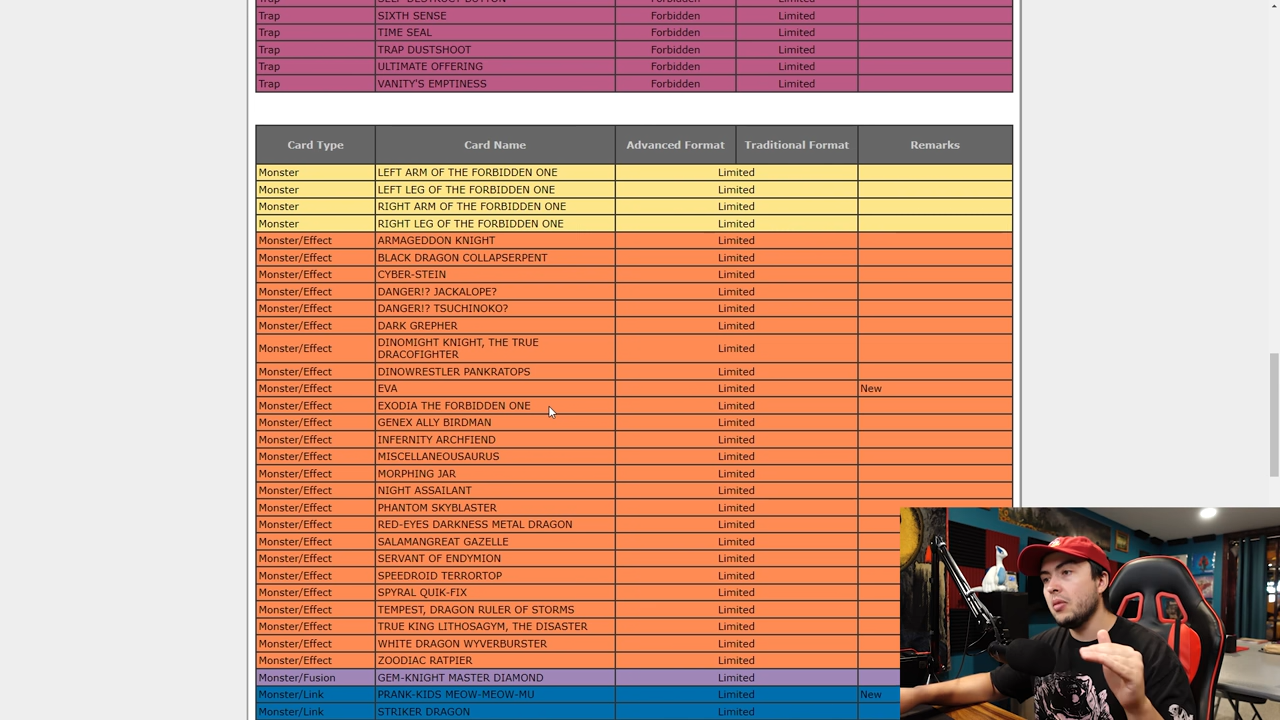 Trap SELF-DESTRUCT BUTTON Forbidden Limited
Trap SIXTH SENSE Forbidden Limited
Trap TIME SEAL Forbidden Limited
Trap TRAP DUSTSHOOT Forbidden Limited
Trap ULTIMATE OFFERING Forbidden Limited
Trap VANITY'S EMPTINESS Forbidden Limited
Card Type Card Name Advanced Format Traditional Format Remarks
Monster LEFT ARM OF THE FORBIDDEN ONE Limited
Monster LEFT LEG OF THE FORBIDDEN ONE Limited
Monster RIGHT ARM OF THE FORBIDDEN ONE Limited
Monster RIGHT LEG OF THE FORBIDDEN ONE Limited
Monster/Effect ARMAGEDDON KNIGHT Limited
Monster/Effect BLACK DRAGON COLLAPSERPENT Limited
Monster/Effect CYBER-STEIN Limited
Monster/Effect DANGER!? JACKALOPE? Limited
Monster/Effect DANGER!? TSUCHINOKO? Limited
Monster/Effect DARK GREPHER Limited
Monster/Effect DINOMIGHT KNIGHT, THE TRUE
DRACOFIGHTER Limited
Monster/Effect DINOWRESTLER PANKRATOPS Limited
Monster/Effect EVA Limited New
Monster/Effect EXODIA THE FORBIDDEN ONE Limited
Monster/Effect GENEX ALLY BIRDMAN Limited
Monster/Effect INFERNITY ARCHFIEND Limited
Monster/Effect MISCELLANEOUSAURUS Limited
Monster/Effect MORPHING JAR Limited
Monster/Effect NIGHT ASSAILANT Limited
Monster/Effect PHANTOM SKYBLASTER Limited
Monster/Effect RED-EYES DARKNESS METAL DRAGON Limited
Monster/Effect SALAMANGREAT GAZELLE Limited
Monster/Effect SERVANT OF ENDYMION Limited
Monster/Effect SPEEDROID TERRORTOP Limited
Monster/Effect SPYRAL QUIK-FIX Limited
Monster/Effect TEMPEST, DRAGON RULER OF STORMS Limited
Monster/Effect TRUE KING LITHOSAGYM, THE DISASTER Limited
Monster/Effect WHITE DRAGON WYVERBURSTER Limited
Monster/Effect ZOODIAC RATPIER Limited
Monster/Fusion GEM-KNIGHT MASTER DIAMOND Limited
Monster/Link PRANK-KIDS MEOW-MEOW-MU Limited New
Monster/Link STRIKER DRAGON Limited